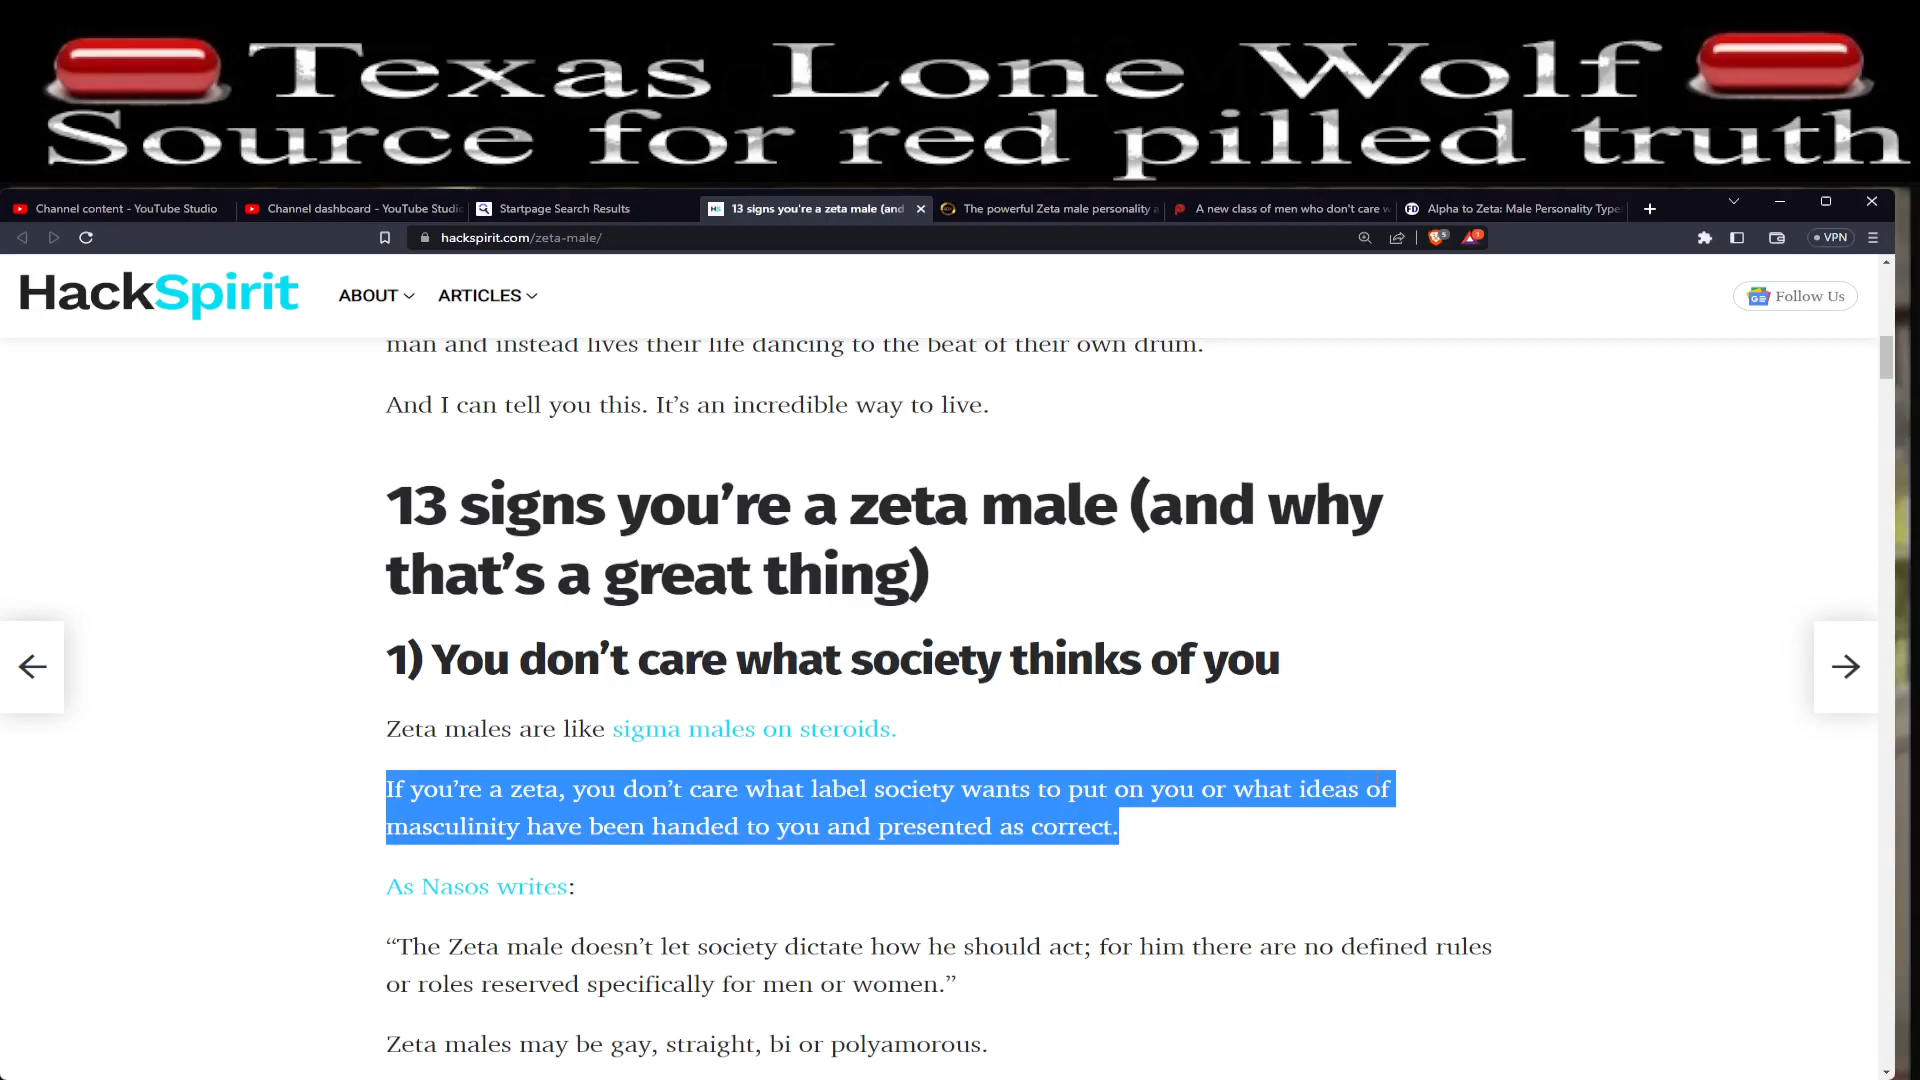 Texas Lone Wolf
Source for red pilled truth
Channel content - YouTube Studio
Channel dashboard - YouTube Studio
Startpage Search Results
13 signs you're a zeta male (and
The powerful Zeta male personality a
A new class of men who don't care w
Alpha to Zeta: Male Personality Type
hackspirit.com/zeta-male/
5
1
VPN
HackSpirit
ABOUT
ARTICLES
Follow Us
man and instead lives their life dancing to the beat of their own drum.
And I can tell you this. It’s an incredible way to live.
13 signs you’re a zeta male (and why
that’s a great thing)
1) You don’t care what society thinks of you
Zeta males are like sigma males on steroids.
If you’re a zeta, you don’t care what label society wants to put on you or what ideas of
masculinity have been handed to you and presented as correct.
As Nasos writes:
“The Zeta male doesn’t let society dictate how he should act; for him there are no defined rules
or roles reserved specifically for men or women.”
Zeta males may be gay, straight, bi or polyamorous.